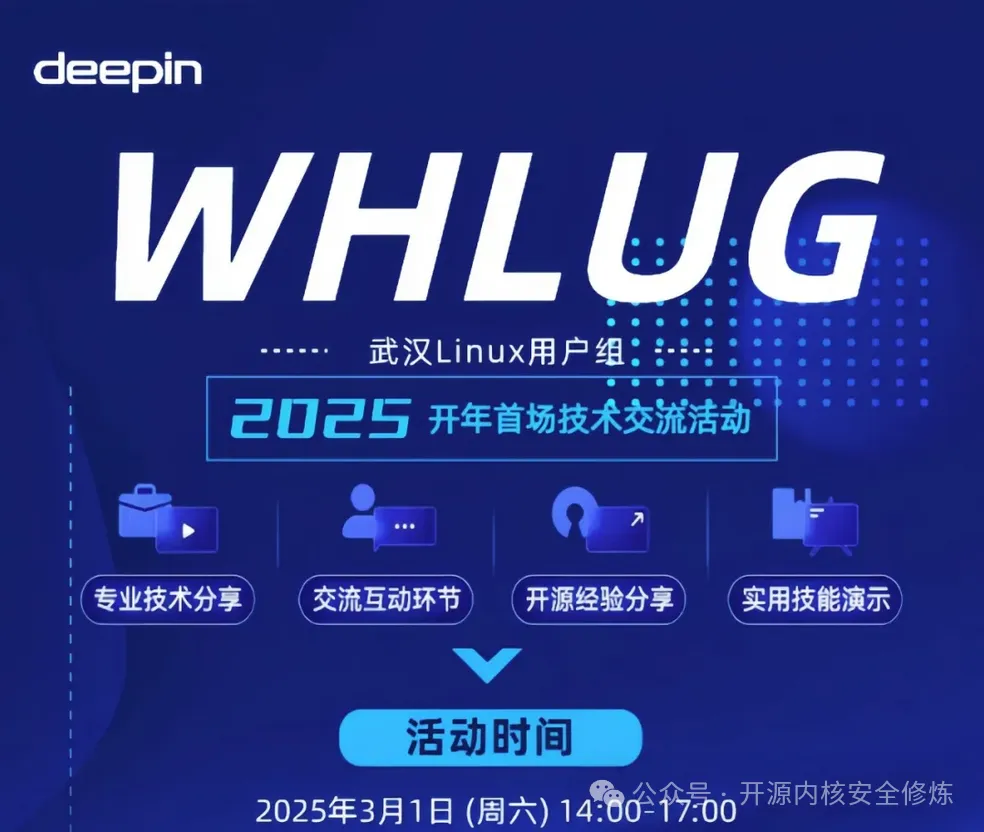 deepin
WHLUG
武汉Linux用户组
2025 开年首场技术交流活动
专业技术分享 交流互动环节 开源经验分享 实用技能演示
活动时间
公众号 · 开源内核安全修炼
2025年3月1日 (周六) 14:00-17:00